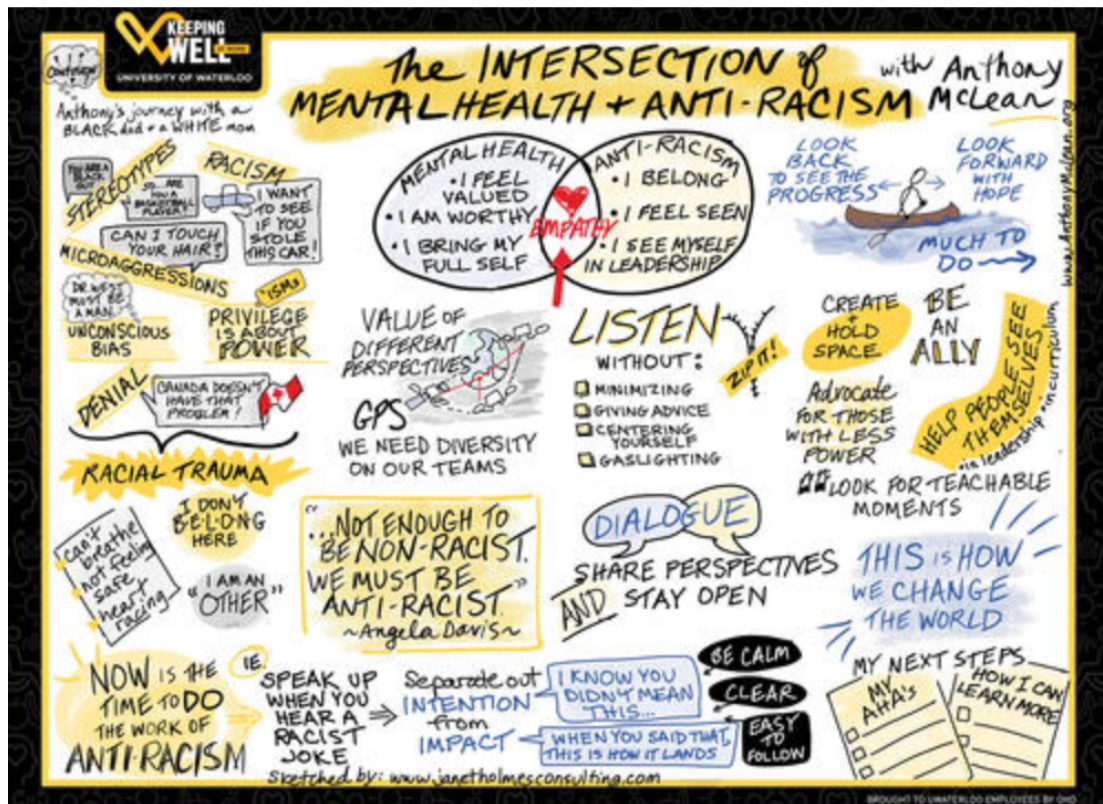 KEEPING
WELL
AT WORK
UNIVERSITY OF WATERLOO
The INTERSECTION of
MENTAL HEALTH + ANTI-RACISM
with Anthony
McLean
www.AnthonyMcLean.org
Anthony's journey with a
BLACK dad + a WHITE mom
STEREOTYPES
RACISM
SO... ARE
YOU A
BASKETBALL
PLAYER?
I WANT
TO SEE
IF YOU
STOLE
THIS CAR!
CAN I TOUCH
YOUR HAIR?
MICROAGGRESSIONS
"ISMs"
DR. WEST
MUST BE
A MAN.
UNCONSCIOUS
BIAS
PRIVILEGE
IS ABOUT
POWER
DENIAL
CANADA DOESN'T
HAVE THAT
PROBLEM!
RACIAL TRAUMA
I DON'T
B·E·L·O·N·G
HERE
can't
breathe
not feeling
safe
heart
racing
"I AM AN
OTHER"
MENTAL HEALTH
• I FEEL
VALUED
• I AM WORTHY
• I BRING MY
FULL SELF
EMPATHY
ANTI-RACISM
• I BELONG
• I FEEL SEEN
• I SEE MYSELF
IN LEADERSHIP
LOOK
BACK
TO SEE THE
PROGRESS
LOOK
FORWARD
WITH
HOPE
MUCH TO
DO
VALUE OF
DIFFERENT
PERSPECTIVES
GPS
WE NEED DIVERSITY
ON OUR TEAMS
LISTEN
WITHOUT:
MINIMIZING
GIVING ADVICE
CENTERING
YOURSELF
GASLIGHTING
ZIP IT!
CREATE
+
HOLD
SPACE
BE
AN
ALLY
Advocate
FOR THOSE
WITH LESS
POWER
HELP PEOPLE SEE
THEMSELVES
•in leadership •in curriculum
LOOK FOR TEACHABLE
MOMENTS
"...NOT ENOUGH TO
BE NON-RACIST.
WE MUST BE
ANTI-RACIST."
~Angela Davis~
DIALOGUE
SHARE PERSPECTIVES
AND STAY OPEN
THIS is HOW
WE CHANGE
THE WORLD
NOW IS THE
TIME TO DO
THE WORK OF
ANTI-RACISM
IE.
SPEAK UP
WHEN YOU
HEAR A
RACIST
JOKE
Separate out
INTENTION
from
IMPACT
I KNOW YOU
DIDN'T MEAN
THIS...
WHEN YOU SAID THAT,
THIS IS HOW IT LANDS
BE CALM
CLEAR
EASY
TO
FOLLOW
MY NEXT STEPS
MY
AHA's
HOW I CAN
LEARN MORE
Sketched by: www.janetholmesconsulting.com
BROUGHT TO UWATERLOO EMPLOYEES BY OHD